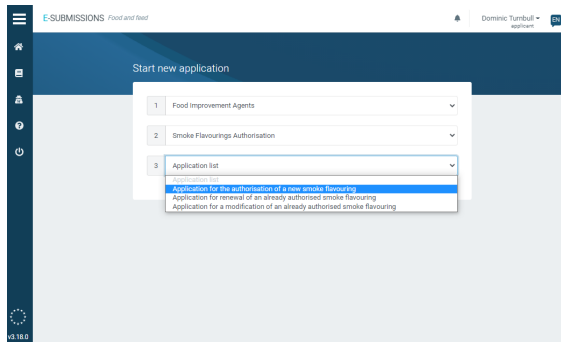 E-SUBMISSIONS Food and feed
Dominic Turnbull
applicant
EN
Start new application
1 Food Improvement Agents
2 Smoke Flavourings Authorisation
3 Application list
Application list
Application for the authorisation of a new smoke flavouring
Application for renewal of an already authorised smoke flavouring
Application for a modification of an already authorised smoke flavouring
v3.18.0